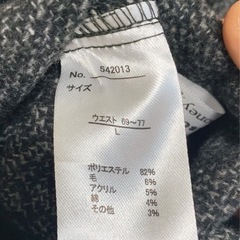 No. 542013
サイズ
ウエスト 69〜77
L
ポリエステル 82%
毛 6%
アクリル 5%
綿 4%
その他 3%